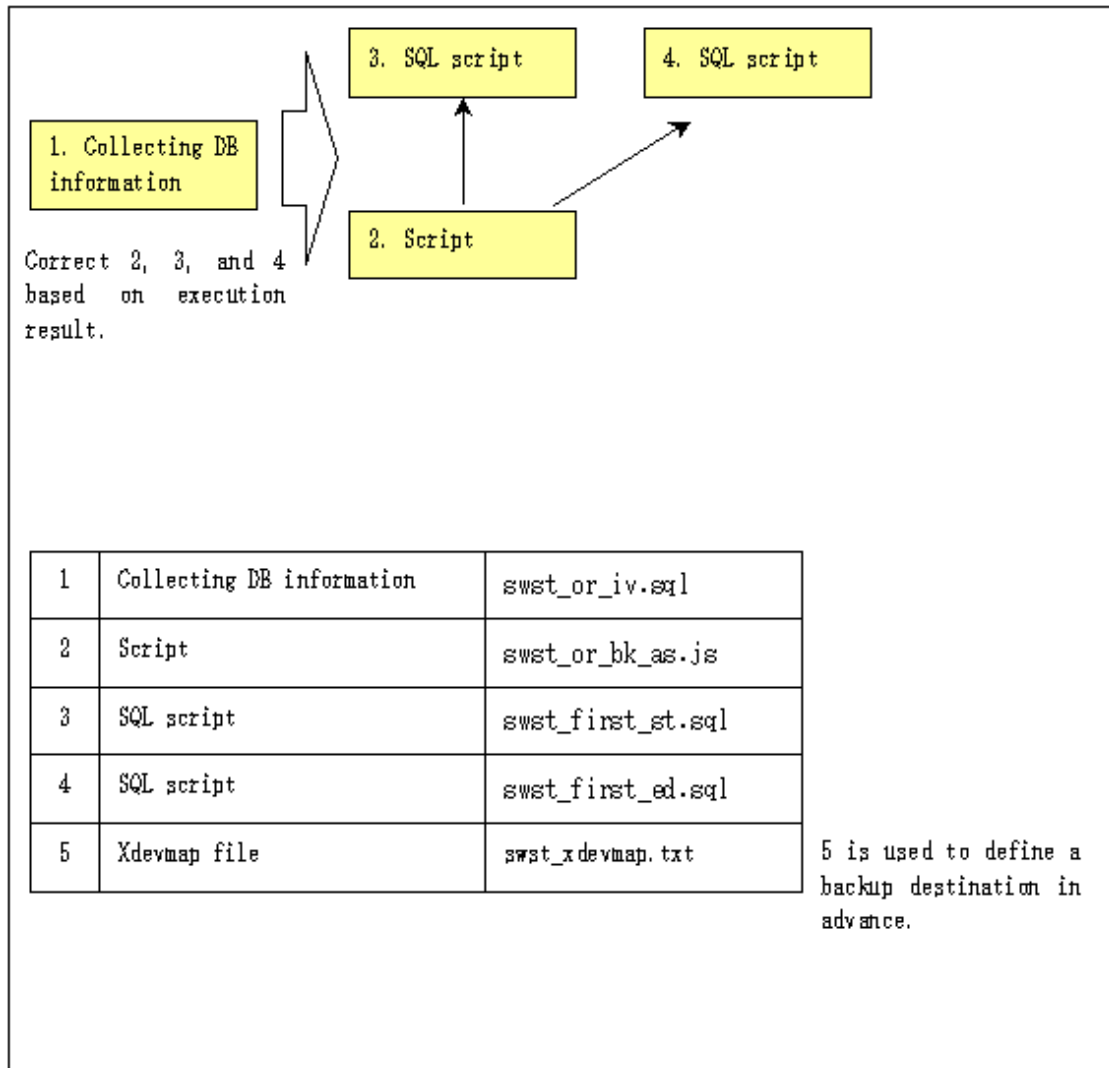 3. SQL script
4. SQL script
1. Collecting DB
information
2. Script
Correct 2, 3, and 4
based on execution
result.
1 Collecting DB information swst_or_iv.sql
2 Script swst_or_bk_as.js
3 SQL script swst_first_st.sql
4 SQL script swst_first_ed.sql
5 Xdevmap file swst_xdevmap.txt
5 is used to define a
backup destination in
advance.